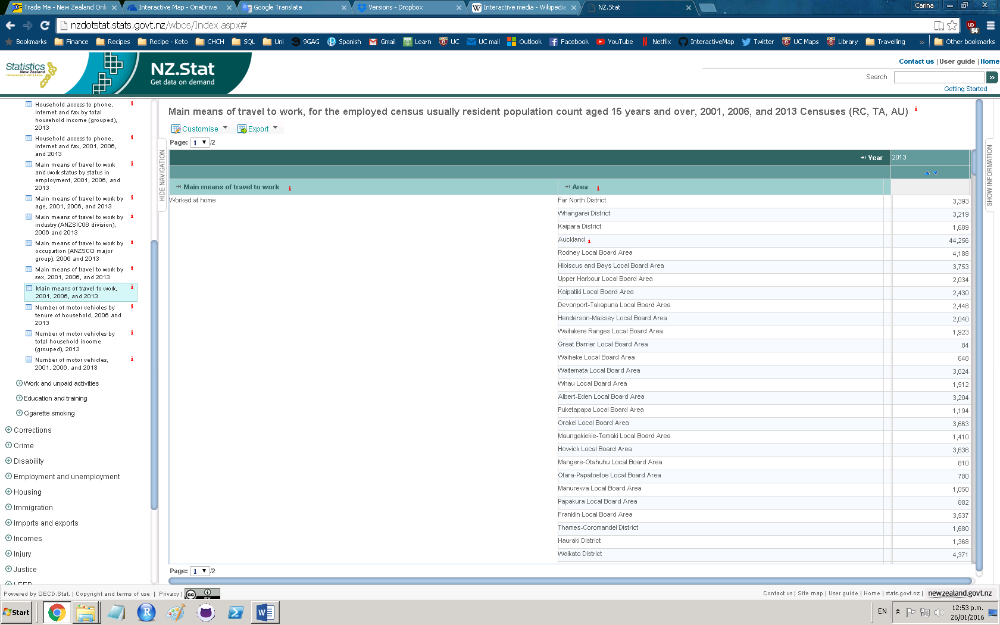 Trade Me - New Zealand Onli
Interactive Map - OneDrive
Google Translate
Versions - Dropbox
Interactive media - Wikipedia
NZ.Stat
Carina
nzdotstat.stats.govt.nz/wbos/Index.aspx#
54
Bookmarks
Finance
Recipes
Recipe - Keto
CHCH
SQL
Uni
9GAG
Spanish
Gmail
Learn
UC
UC mail
Outlook
Facebook
YouTube
Netflix
InteractiveMap
Twitter
UC Maps
Library
Travelling
»
Other bookmarks
Statistics
New Zealand
TATAURANGA AOTEAROA
NZ.Stat
Get data on demand
Contact us | User guide | Home
Search
»
Getting Started
Household access to phone,
internet and fax by total
household income (grouped),
2013
Household access to phone,
internet and fax, 2001, 2006,
and 2013
Main means of travel to work
and work status by status in
employment, 2001, 2006, and
2013
Main means of travel to work by
age, 2001, 2006, and 2013
Main means of travel to work by
industry (ANZSIC06 division),
2006 and 2013
Main means of travel to work by
occupation (ANZSCO major
group), 2006 and 2013
Main means of travel to work by
sex, 2001, 2006, and 2013
Main means of travel to work,
2001, 2006, and 2013
Number of motor vehicles by
tenure of household, 2006 and
2013
Number of motor vehicles by
total household income
(grouped), 2013
Number of motor vehicles,
2001, 2006, and 2013
Work and unpaid activities
Education and training
Cigarette smoking
Corrections
Crime
Disability
Employment and unemployment
Housing
Immigration
Imports and exports
Incomes
Injury
Justice
HIDE NAVIGATION
Main means of travel to work, for the employed census usually resident population count aged 15 years and over, 2001, 2006, and 2013 Censuses (RC, TA, AU) i
Customise
Export
Page: 1 /2
Year 2013
Main means of travel to work i
Area i
Worked at home
Far North District 3,393
Whangarei District 3,219
Kaipara District 1,689
Auckland i 44,256
Rodney Local Board Area 4,188
Hibiscus and Bays Local Board Area 3,753
Upper Harbour Local Board Area 2,034
Kaipatiki Local Board Area 2,430
Devonport-Takapuna Local Board Area 2,448
Henderson-Massey Local Board Area 2,040
Waitakere Ranges Local Board Area 1,923
Great Barrier Local Board Area 84
Waiheke Local Board Area 648
Waitemata Local Board Area 3,024
Whau Local Board Area 1,512
Albert-Eden Local Board Area 3,204
Puketapapa Local Board Area 1,194
Orakei Local Board Area 3,663
Maungakiekie-Tamaki Local Board Area 1,410
Howick Local Board Area 3,636
Mangere-Otahuhu Local Board Area 810
Otara-Papatoetoe Local Board Area 780
Manurewa Local Board Area 1,050
Papakura Local Board Area 882
Franklin Local Board Area 3,537
Thames-Coromandel District 1,680
Hauraki District 1,368
Waikato District 4,371
Page: 1 /2
SHOW INFORMATION
Powered by OECD.Stat. | Copyright and terms of use | Privacy |
cc BY
Contact us | Site map | User guide | Home | stats.govt.nz |
newzealand.govt.nz
Start
EN
12:53 p.m.
26/01/2016